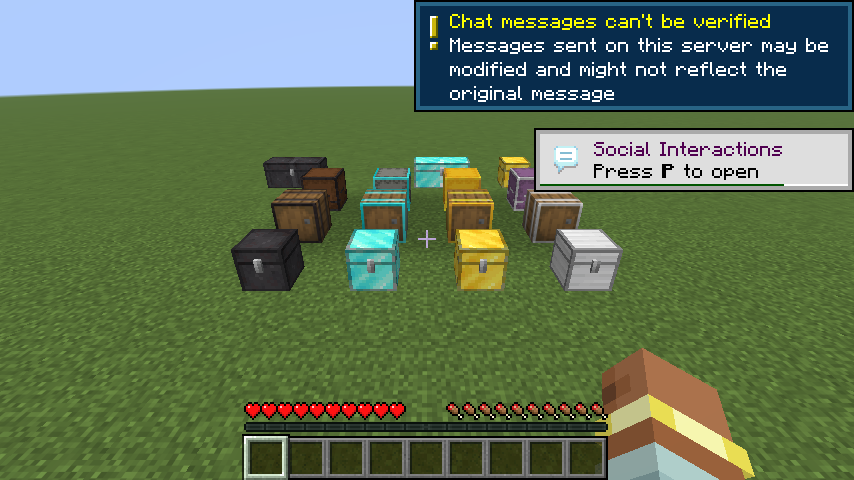 Chat messages can't be verified
Messages sent on this server may be
modified and might not reflect the
original message
Social Interactions
Press P to open